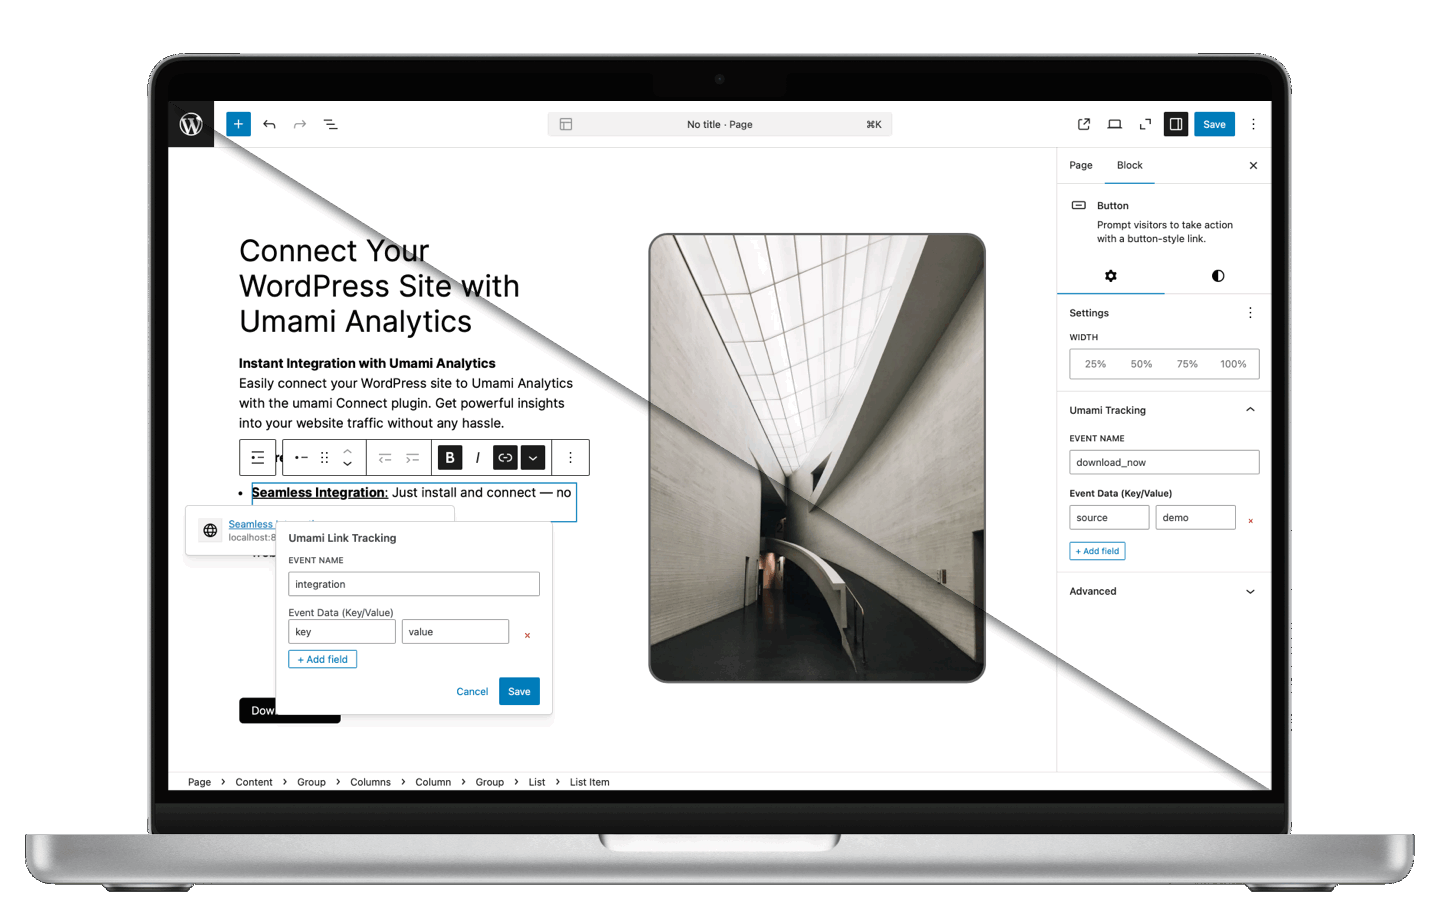 No title · Page
⌘K
Save
Page
Block
Button
Prompt visitors to take action
with a button-style link.
Settings
WIDTH
25% 50% 75% 100%
Umami Tracking
EVENT NAME
download_now
Event Data (Key/Value)
source demo ×
+ Add field
Advanced
Connect Your
WordPress Site with
Umami Analytics
Instant Integration with Umami Analytics
Easily connect your WordPress site to Umami Analytics
with the umami Connect plugin. Get powerful insights
into your website traffic without any hassle.
B I
• Seamless Integration: Just install and connect — no
Seamless
localhost:8
Umami Link Tracking
EVENT NAME
integration
Event Data (Key/Value)
key value ×
+ Add field
Cancel Save
Dow
Page > Content > Group > Columns > Column > Group > List > List Item